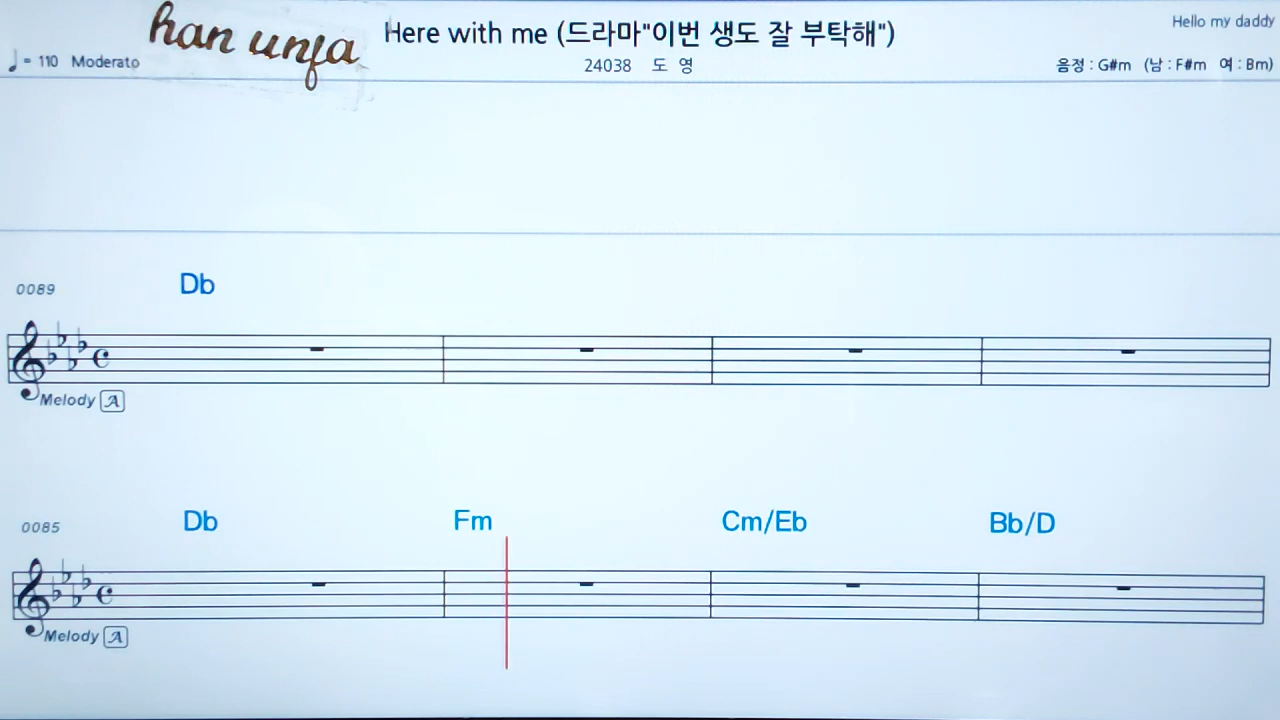 han unja
Here with me (드라마"이번 생도 잘 부탁해")
Hello my daddy
♩= 110 Moderato
24038 도 영
음정 : G#m (남 : F#m 여 : Bm)
0089
Db
Melody A
0085
Db Fm Cm/Eb Bb/D
Melody A